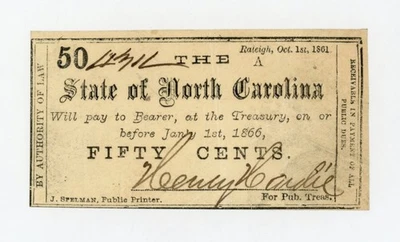 BY AUTHORITY OF LAW
50
Raleigh, Oct. 1st, 1861.
THE A
State of North Carolina
Will pay to Bearer, at the Treasury, on or
before Jan'y 1st, 1866,
FIFTY CENTS.
J. SPELMAN, Public Printer.
For Pub. Treas.
RECEIVABLE IN PAYMENT OF ALL
PUBLIC DUES.